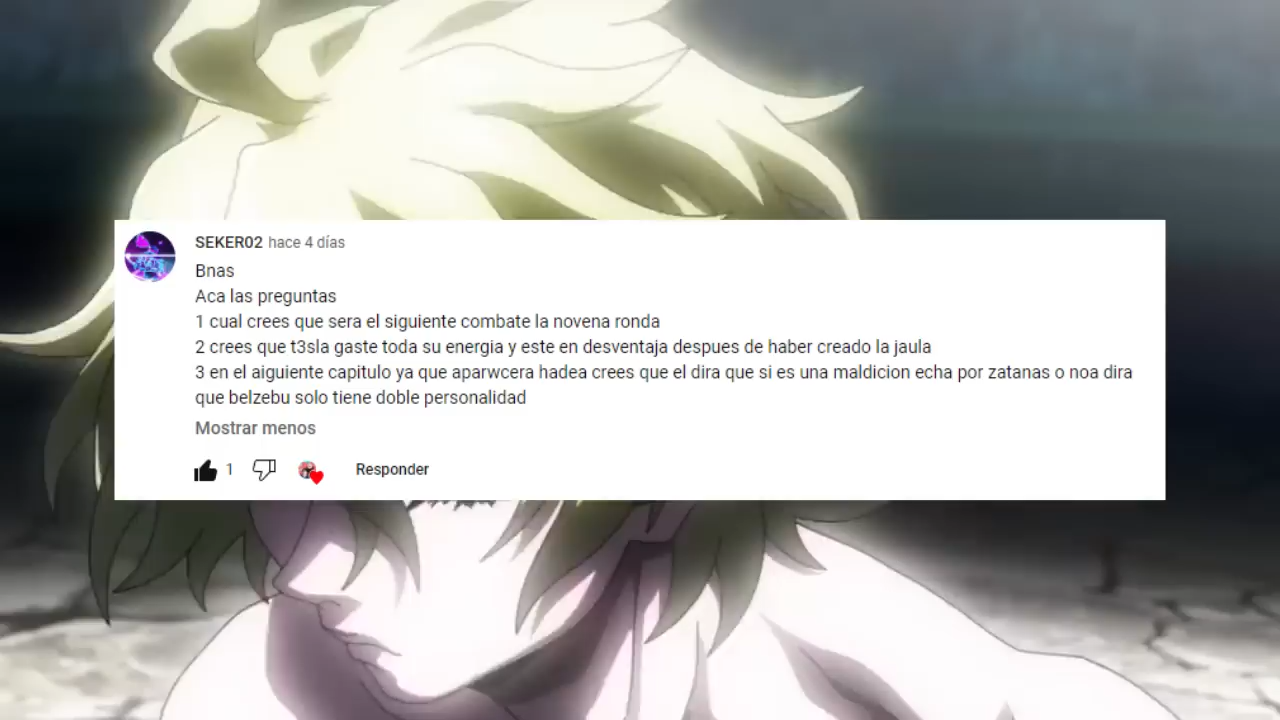 SEKER02 hace 4 días
Bnas
Aca las preguntas
1 cual crees que sera el siguiente combate la novena ronda
2 crees que t3sla gaste toda su energia y este en desventaja despues de haber creado la jaula
3 en el aiguiente capitulo ya que aparwcera hadea crees que el dira que si es una maldicion echa por zatanas o noa dira
que belzebu solo tiene doble personalidad
Mostrar menos
1
Responder